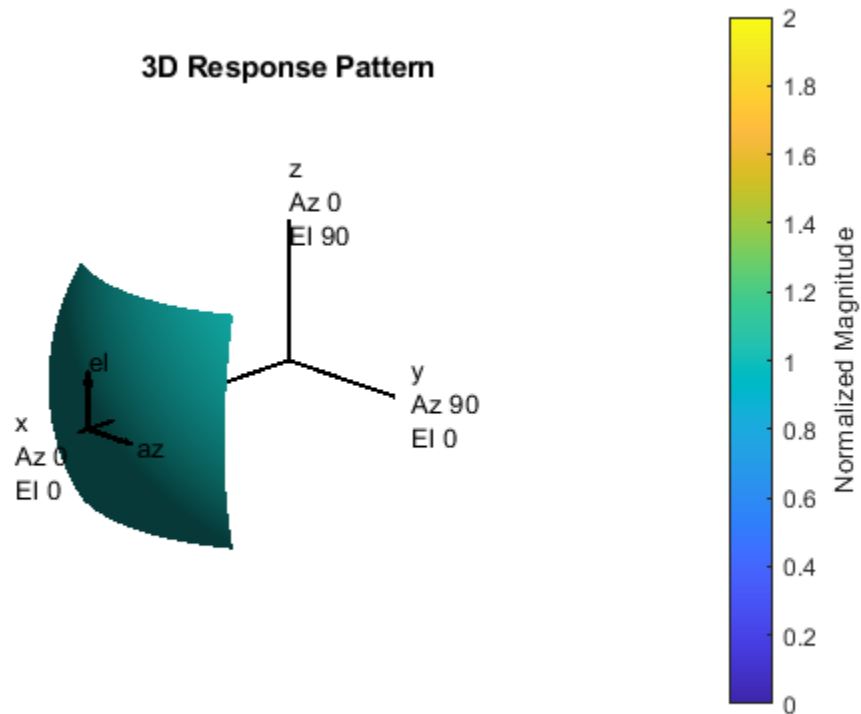 3D Response Pattern
z
Az 0
El 90
y
Az 90
El 0
el
az
x
Az 0
El 0
2
1.8
1.6
1.4
1.2
1
0.8
0.6
0.4
0.2
0
Normalized Magnitude